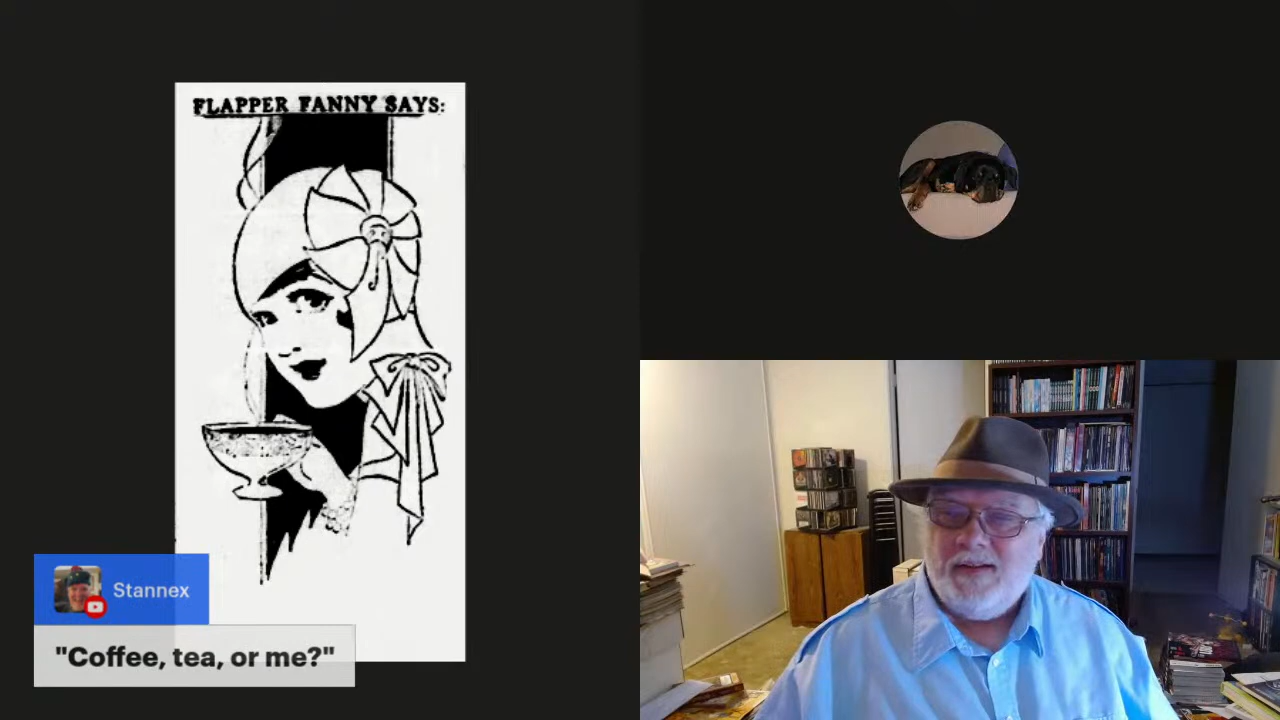 FLAPPER FANNY SAYS:
Stannex
"Coffee, tea, or me?"